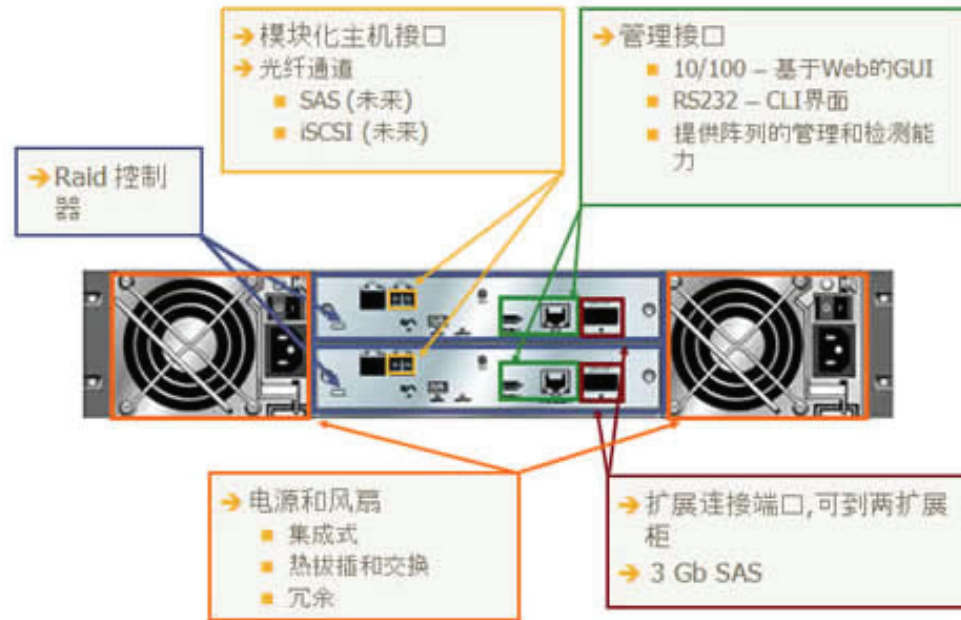 模块化主机接口
光纤通道
SAS (未来)
iSCSI (未来)
管理接口
10/100 – 基于Web的GUI
RS232 – CLI界面
提供阵列的管理和检测能
力
Raid 控制
器
电源和风扇
集成式
热拔插和交换
冗余
扩展连接端口,可到两扩展
柜
3 Gb SAS